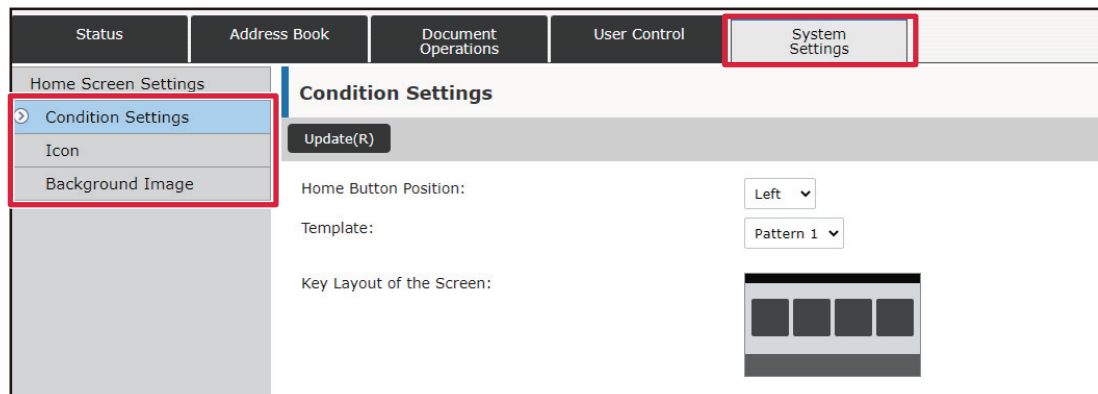 Status
Address Book
Document
Operations
User Control
System
Settings
Home Screen Settings
Condition Settings
Icon
Background Image
Condition Settings
Update(R)
Home Button Position:
Left
Template:
Pattern 1
Key Layout of the Screen: